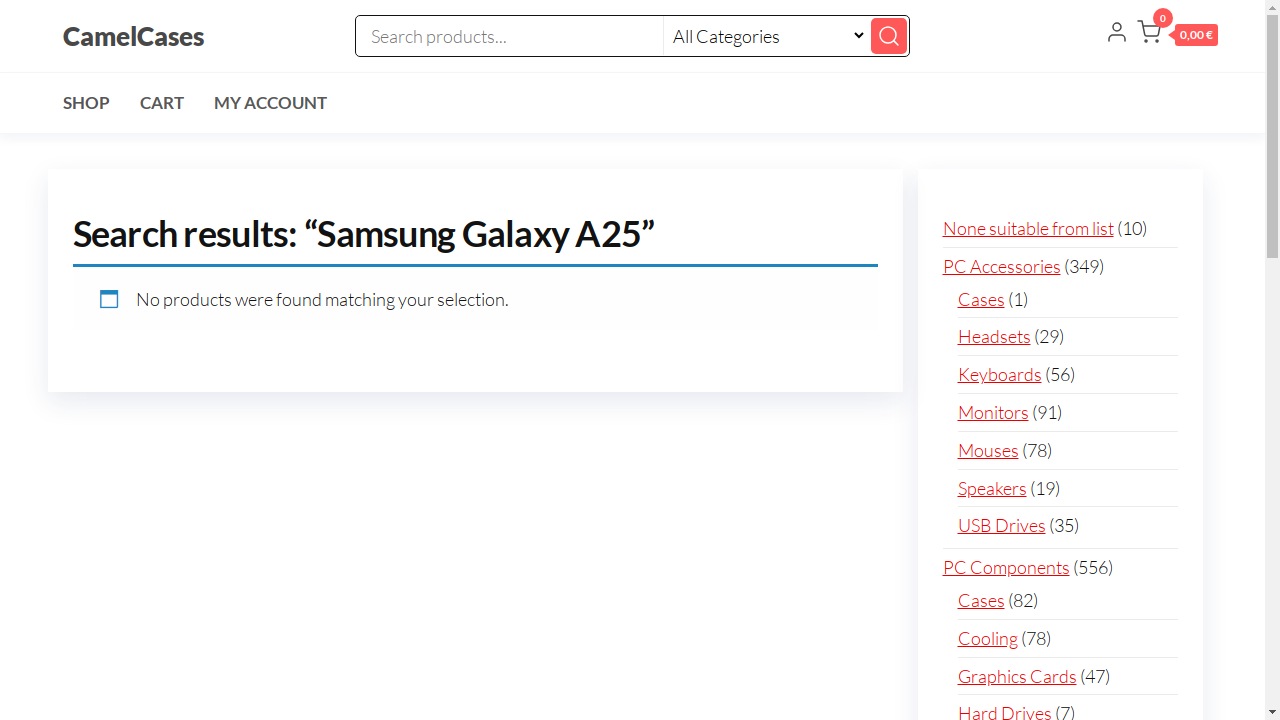 CamelCases
Search products...
All Categories
0
0,00 €
SHOP
CART
MY ACCOUNT
Search results: “Samsung Galaxy A25”
No products were found matching your selection.
None suitable from list (10)
PC Accessories (349)
Cases (1)
Headsets (29)
Keyboards (56)
Monitors (91)
Mouses (78)
Speakers (19)
USB Drives (35)
PC Components (556)
Cases (82)
Cooling (78)
Graphics Cards (47)
Hard Drives (7)